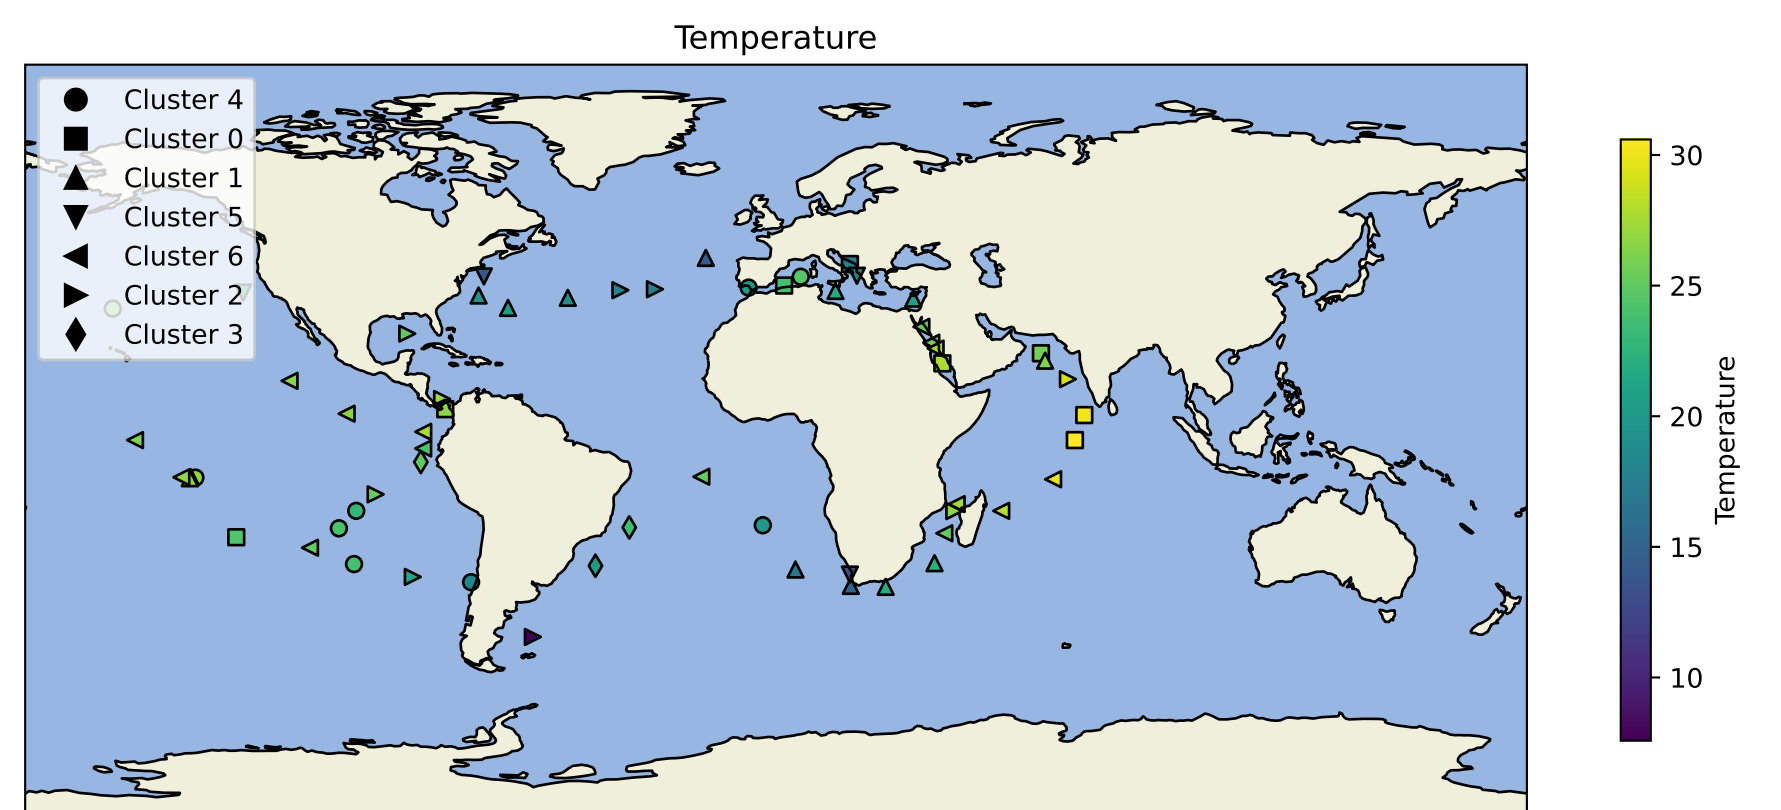 Temperature
Cluster 4
Cluster 0
Cluster 1
Cluster 5
Cluster 6
Cluster 2
Cluster 3
30
25
20
15
10
Temperature